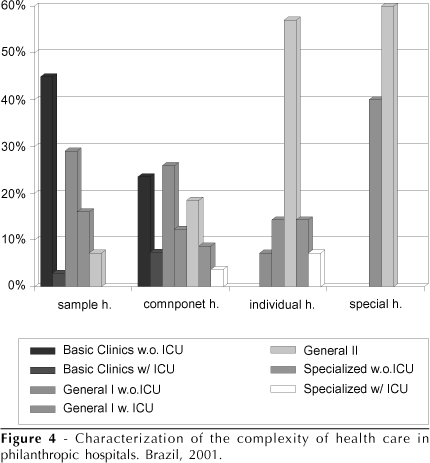 60%
50%
40%
30%
20%
10%
0%
sample h. comnponet h. individual h. special h.
Basic Clinics w.o. ICU
Basic Clinics w/ ICU
General I w.o.ICU
General I w. ICU
General II
Specialized w.o.ICU
Specialized w/ ICU
Figure 4 - Characterization of the complexity of health care in
philanthropic hospitals. Brazil, 2001.